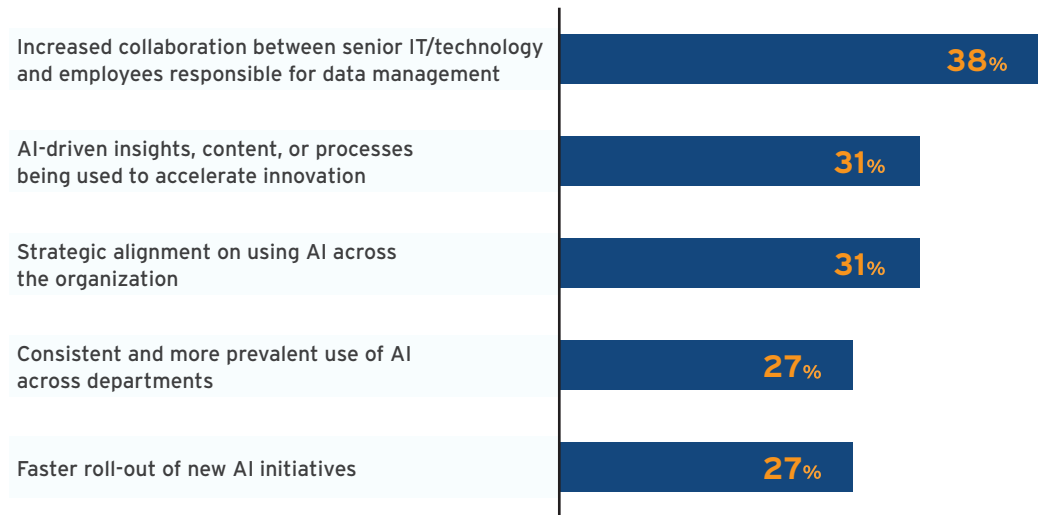 Increased collaboration between senior IT/technology
and employees responsible for data management
38%
AI-driven insights, content, or processes
being used to accelerate innovation
31%
Strategic alignment on using AI across
the organization
31%
Consistent and more prevalent use of AI
across departments
27%
Faster roll-out of new AI initiatives
27%